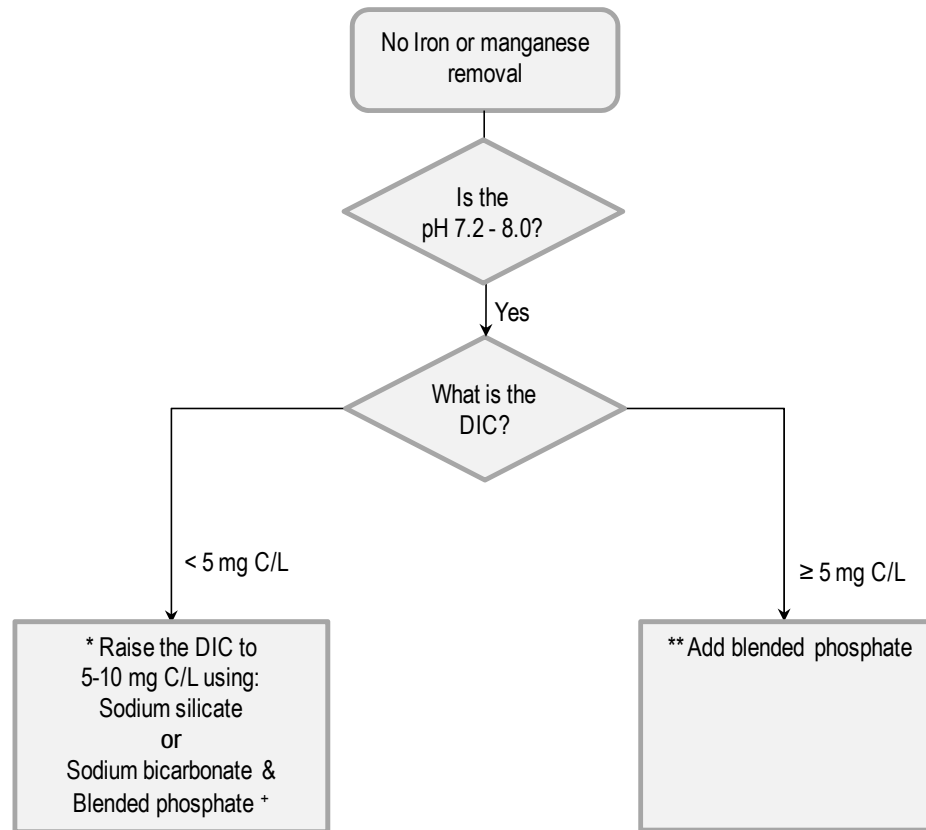 No Iron or manganese
removal
Is the
pH 7.2 - 8.0?
Yes
What is the
DIC?
< 5 mg C/L
≥ 5 mg C/L
* Raise the DIC to
5-10 mg C/L using:
Sodium silicate
or
Sodium bicarbonate &
Blended phosphate +
** Add blended phosphate